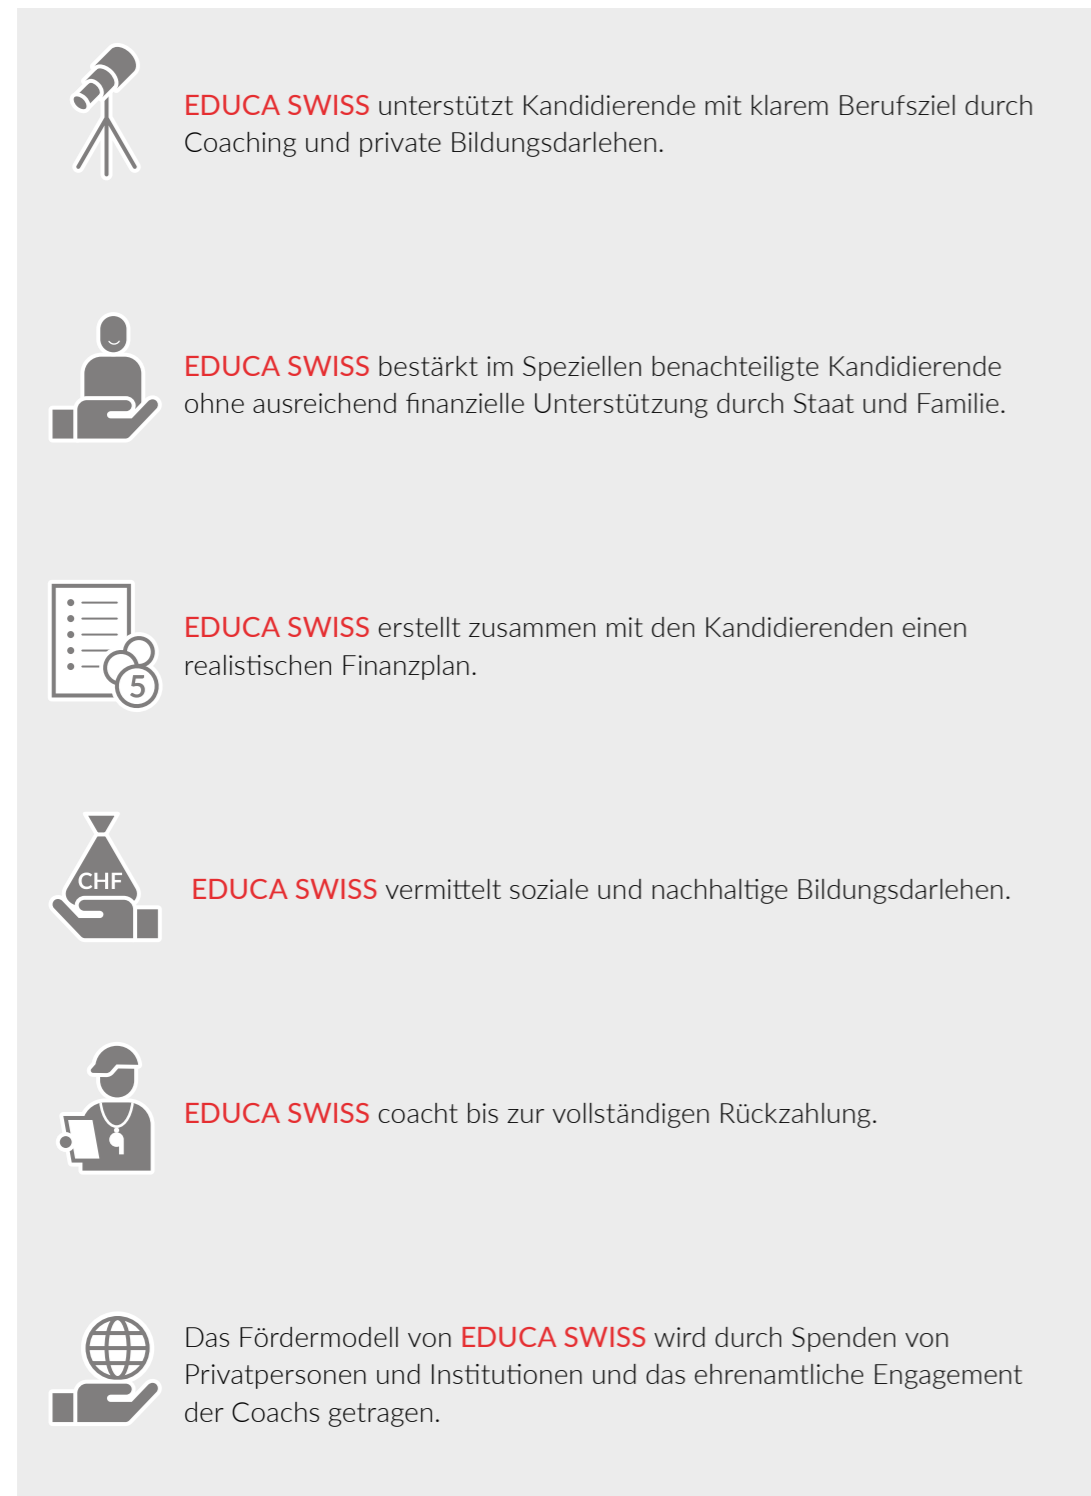 EDUCA SWISS unterstützt Kandidierende mit klarem Berufsziel durch
Coaching und private Bildungsdarlehen.
EDUCA SWISS bestärkt im Speziellen benachteiligte Kandidierende
ohne ausreichend finanzielle Unterstützung durch Staat und Familie.
EDUCA SWISS erstellt zusammen mit den Kandidierenden einen
realistischen Finanzplan.
5
CHF
EDUCA SWISS vermittelt soziale und nachhaltige Bildungsdarlehen.
EDUCA SWISS coacht bis zur vollständigen Rückzahlung.
Das Fördermodell von EDUCA SWISS wird durch Spenden von
Privatpersonen und Institutionen und das ehrenamtliche Engagement
der Coachs getragen.